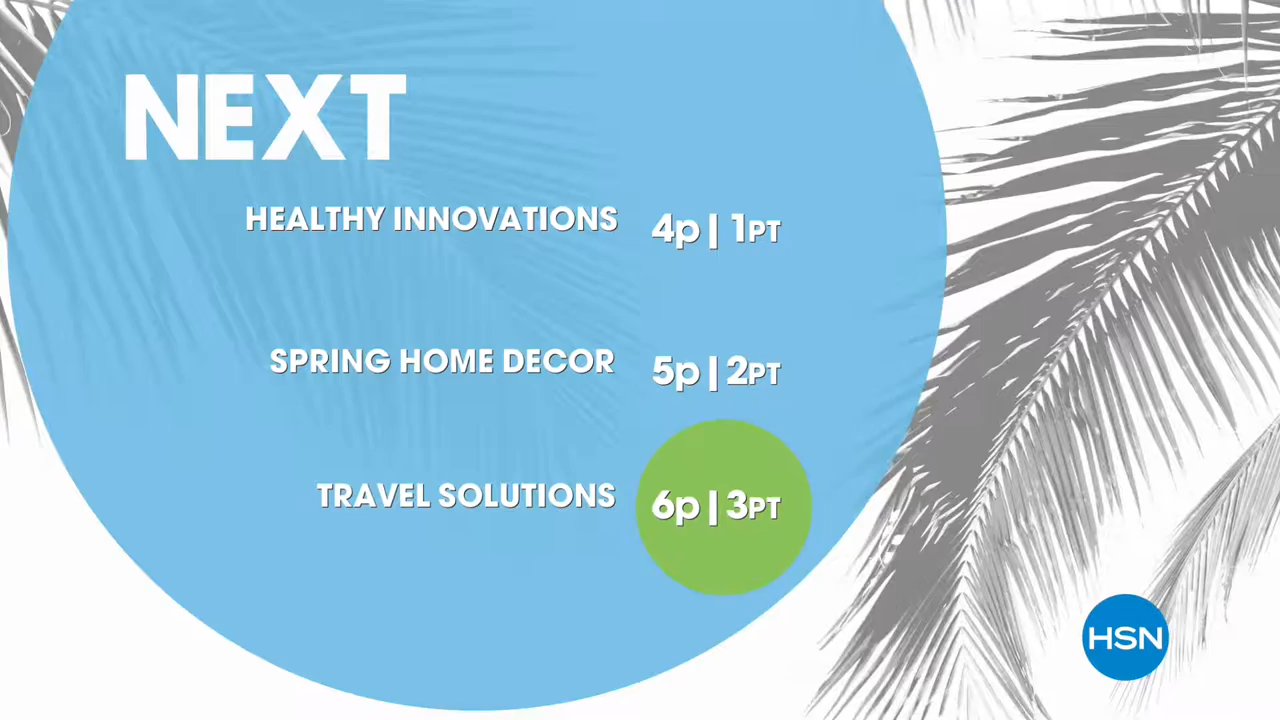 NEXT
HEALTHY INNOVATIONS 4p | 1PT
SPRING HOME DECOR 5p | 2PT
TRAVEL SOLUTIONS 6p | 3PT
HSN